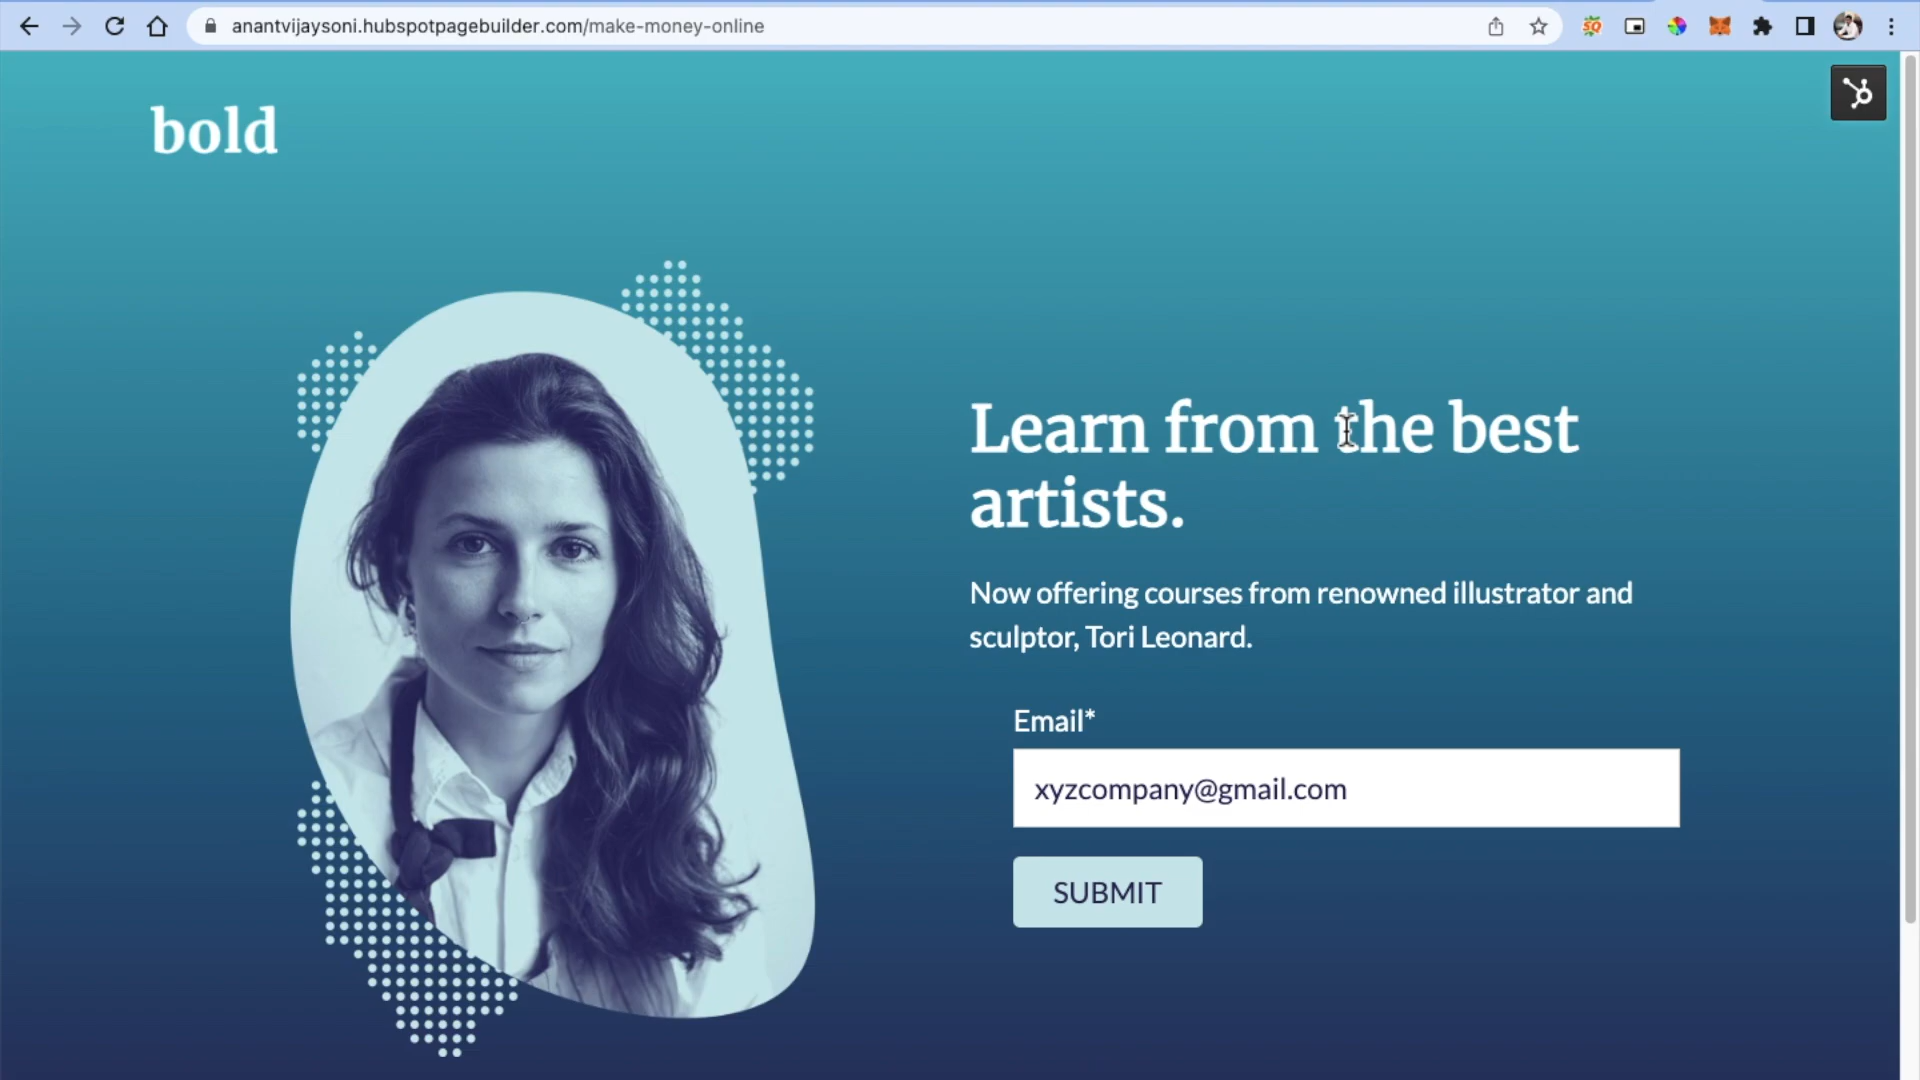 anantvijaysoni.hubspotpagebuilder.com/make-money-online
SQ
bold
Learn from the best
artists.
Now offering courses from renowned illustrator and
sculptor, Tori Leonard.
Email*
xyzcompany@gmail.com
SUBMIT